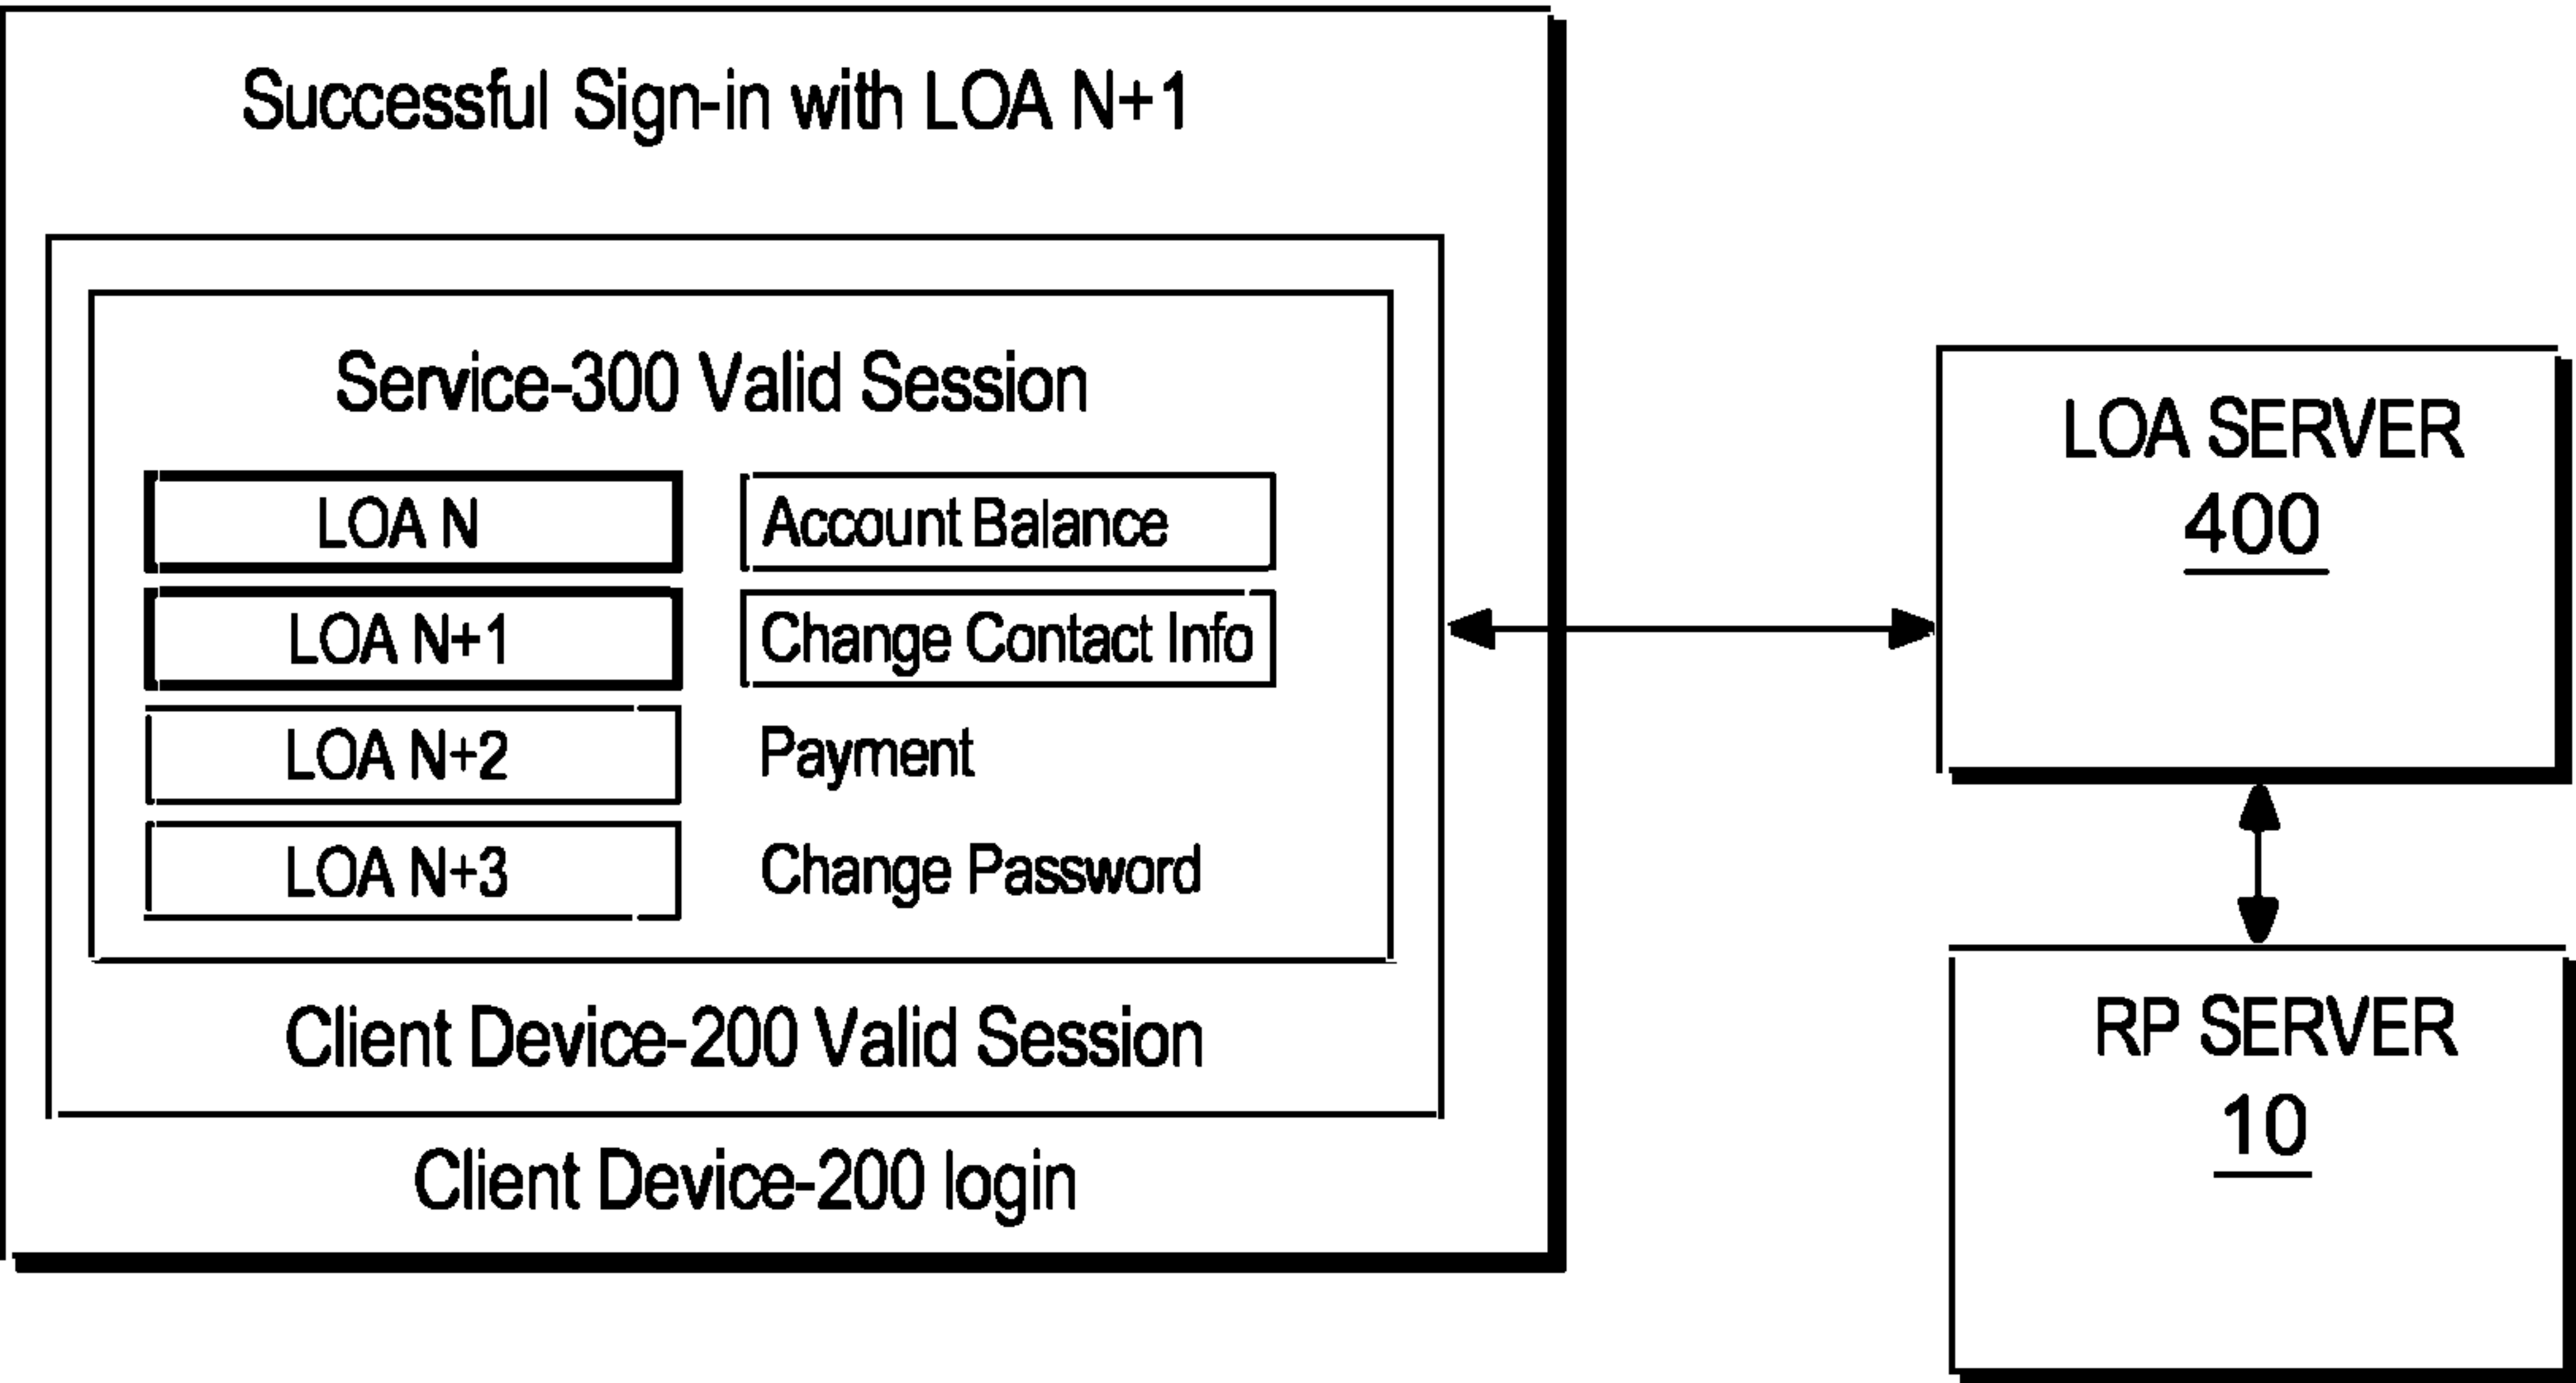 Successful Sign-in with LOA N+1
Service-300 Valid Session
LOA N
Account Balance
LOA N+1
Change Contact Info
LOA N+2
Payment
LOA N+3
Change Password
Client Device-200 Valid Session
Client Device-200 login
LOA SERVER
400
RP SERVER
10